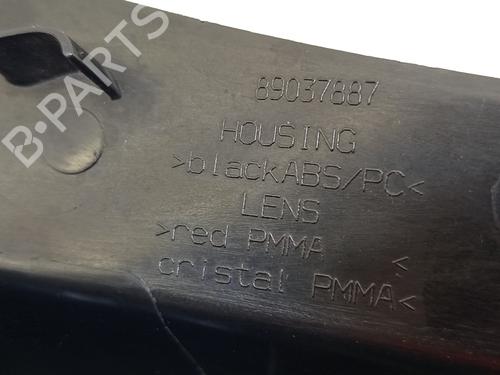 B-PARTS
89037887
HOUSING
>blackABS/PC<
LENS
>red PMMA <
cristal PMMA<